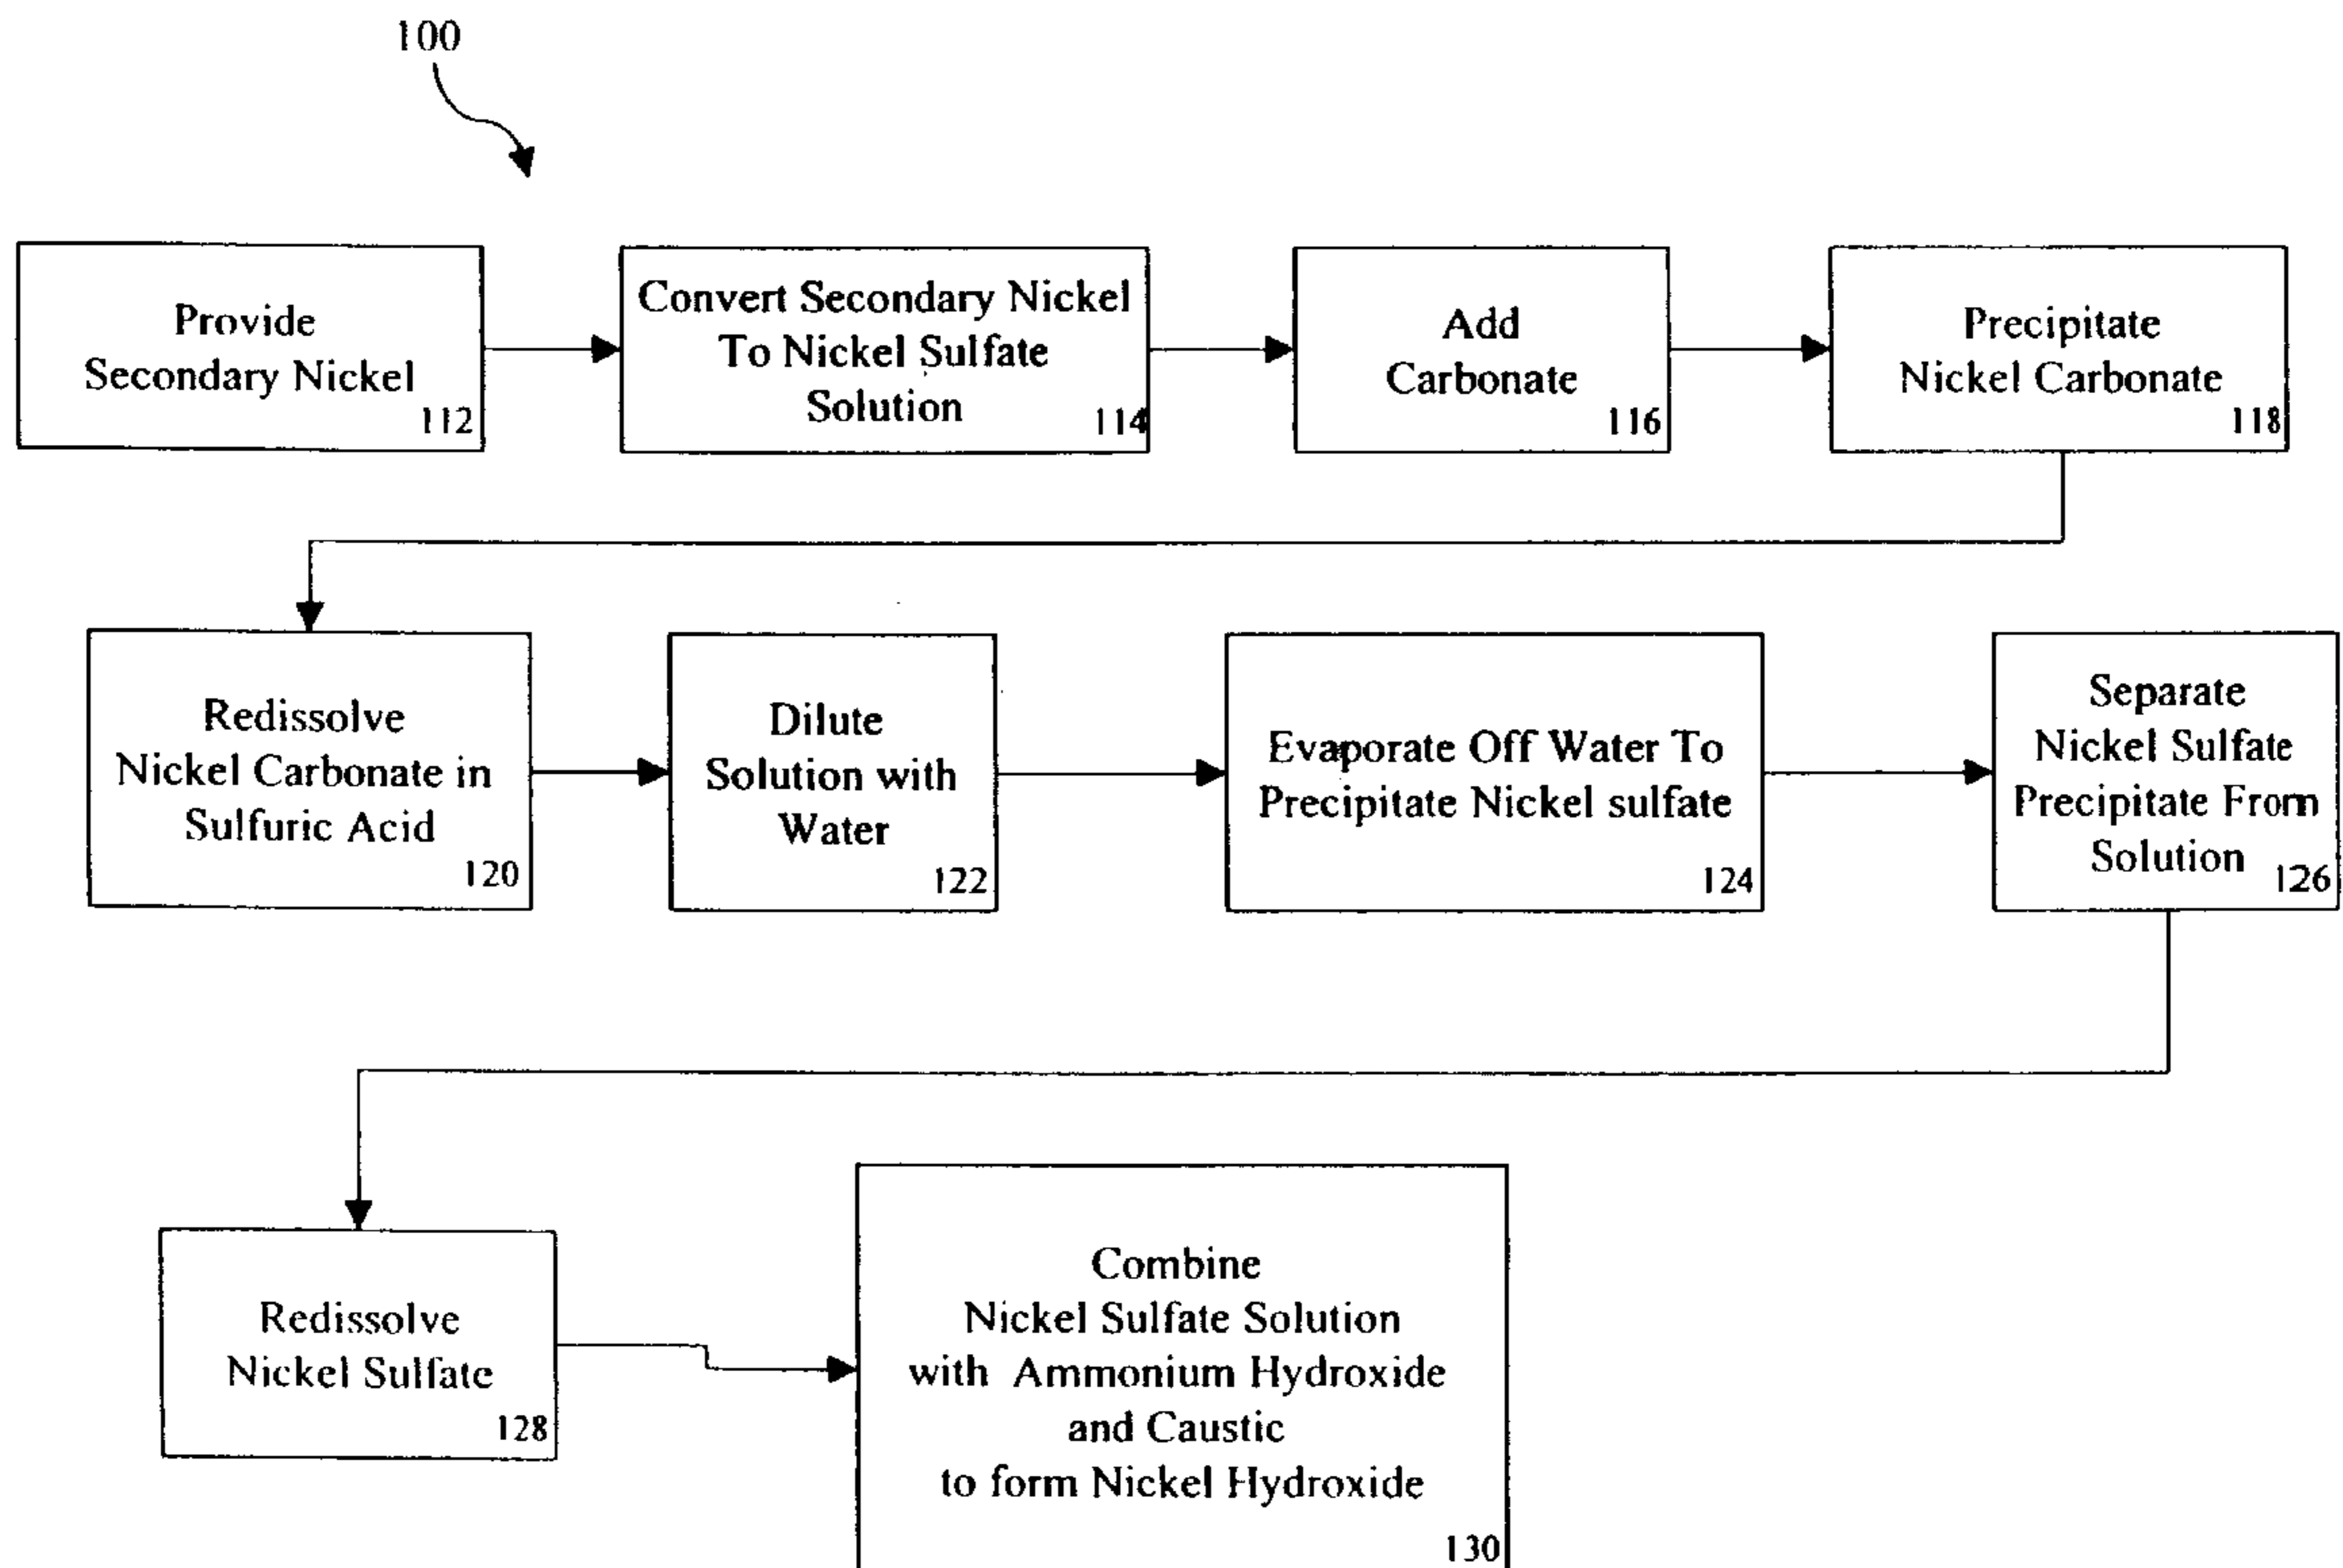 100
Provide
Secondary Nickel
112
Convert Secondary Nickel
To Nickel Sulfate
Solution
114
Add
Carbonate
116
Precipitate
Nickel Carbonate
118
Redissolve
Nickel Carbonate in
Sulfuric Acid
120
Dilute
Solution with
Water
122
Evaporate Off Water To
Precipitate Nickel sulfate
124
Separate
Nickel Sulfate
Precipitate From
Solution
126
Redissolve
Nickel Sulfate
128
Combine
Nickel Sulfate Solution
with Ammonium Hydroxide
and Caustic
to form Nickel Hydroxide
130